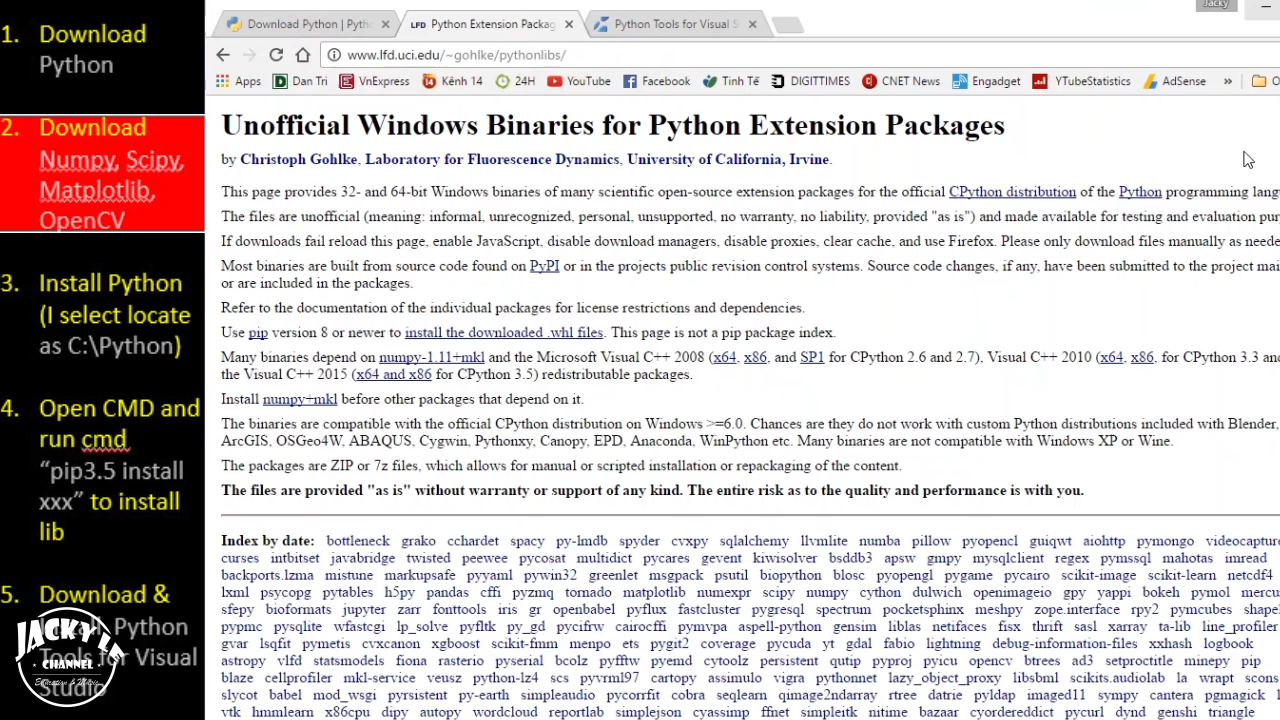 1. Download
Python
2. Download
Numpy, Scipy,
Matplotlib,
OpenCV
3. Install Python
(I select locate
as C:\Python)
4. Open CMD and
run cmd
“pip3.5 install
xxx” to install
lib
5. Download &
Python
Tools for Visual
Studio
JACKY LE
CHANNEL
Jacky
Download Python | Pytho
LFD Python Extension Packag
Python Tools for Visual S
www.lfd.uci.edu/~gohlke/pythonlibs/
Apps Dan Tri VnExpress Kênh 14 24H YouTube Facebook Tinh Tế DIGITIMES CNET News Engadget YTubeStatistics AdSense »
Unofficial Windows Binaries for Python Extension Packages
by Christoph Gohlke, Laboratory for Fluorescence Dynamics, University of California, Irvine.
This page provides 32- and 64-bit Windows binaries of many scientific open-source extension packages for the official CPython distribution of the Python programming langu
The files are unofficial (meaning: informal, unrecognized, personal, unsupported, no warranty, no liability, provided "as is") and made available for testing and evaluation pur
If downloads fail reload this page, enable JavaScript, disable download managers, disable proxies, clear cache, and use Firefox. Please only download files manually as neede
Most binaries are built from source code found on PyPI or in the projects public revision control systems. Source code changes, if any, have been submitted to the project mai
or are included in the packages.
Refer to the documentation of the individual packages for license restrictions and dependencies.
Use pip version 8 or newer to install the downloaded .whl files. This page is not a pip package index.
Many binaries depend on numpy-1.11+mkl and the Microsoft Visual C++ 2008 (x64, x86, and SP1 for CPython 2.6 and 2.7), Visual C++ 2010 (x64, x86, for CPython 3.3 and
the Visual C++ 2015 (x64 and x86 for CPython 3.5) redistributable packages.
Install numpy+mkl before other packages that depend on it.
The binaries are compatible with the official CPython distribution on Windows >=6.0. Chances are they do not work with custom Python distributions included with Blender,
ArcGIS, OSGeo4W, ABAQUS, Cygwin, Pythonxy, Canopy, EPD, Anaconda, WinPython etc. Many binaries are not compatible with Windows XP or Wine.
The packages are ZIP or 7z files, which allows for manual or scripted installation or repackaging of the content.
The files are provided "as is" without warranty or support of any kind. The entire risk as to the quality and performance is with you.
Index by date: bottleneck grako cchardet spacy py-lmdb spyder cvxpy sqlalchemy llvmlite numba pillow pyopencl guiqwt aiohttp pymongo videocapture
curses intbitset javabridge twisted peewee pycosat multidict pycares gevent kiwisolver bsddb3 apsw gmpy mysqlclient regex pymssql mahotas imread
backports.lzma mistune markupsafe pyyaml pywin32 greenlet msgpack psutil biopython blosc pyopengl pygame pycairo scikit-image scikit-learn netcdf4
lxml psycopg pytables h5py pandas cffi pyzmq tornado matplotlib numexpr scipy numpy cython dulwich openimageio gpy yappi bokeh pymol mercu
sfepy bioformats jupyter zarr fonttools iris gr openbabel pyflux fastcluster pygresql spectrum pocketsphinx meshpy zope.interface rpy2 pymcubes shape
pypmc pysqlite wfastcgi lp_solve pyfltk py_gd pycifrw cairocffi pymvpa aspell-python gensim liblas netifaces fisx thrift sasl xarray ta-lib line_profiler
gvar lsqfit pymetis cvxcanon xgboost scikit-fmm menpo ets pygit2 coverage pycuda yt gdal fabio lightning debug-information-files xxhash logbook
astropy vlfd statsmodels fiona rasterio pyserial bcolz pyfftw pyemd cytoolz persistent qutip pyproj pyicu opencv btrees ad3 setproctitle minepy pip
blaze cellprofiler mkl-service veusz python-lz4 scs pyvrml97 cartopy assimulo vigra pythonnet lazy_object_proxy libsbml scikits.audiolab la wrapt scons
slycot babel mod_wsgi pyrsistent py-earth simpleaudio pycorrfit cobra seqlearn qimage2ndarray rtree datrie pyldap imaged11 sympy cantera pgmagick
vtk hmmlearn x86cpu dipy autopy wordcloud reportlab simplejson cyassimp ffnet simpleitk nitime bazaar cyordereddict pycurl dynd genshi triangle